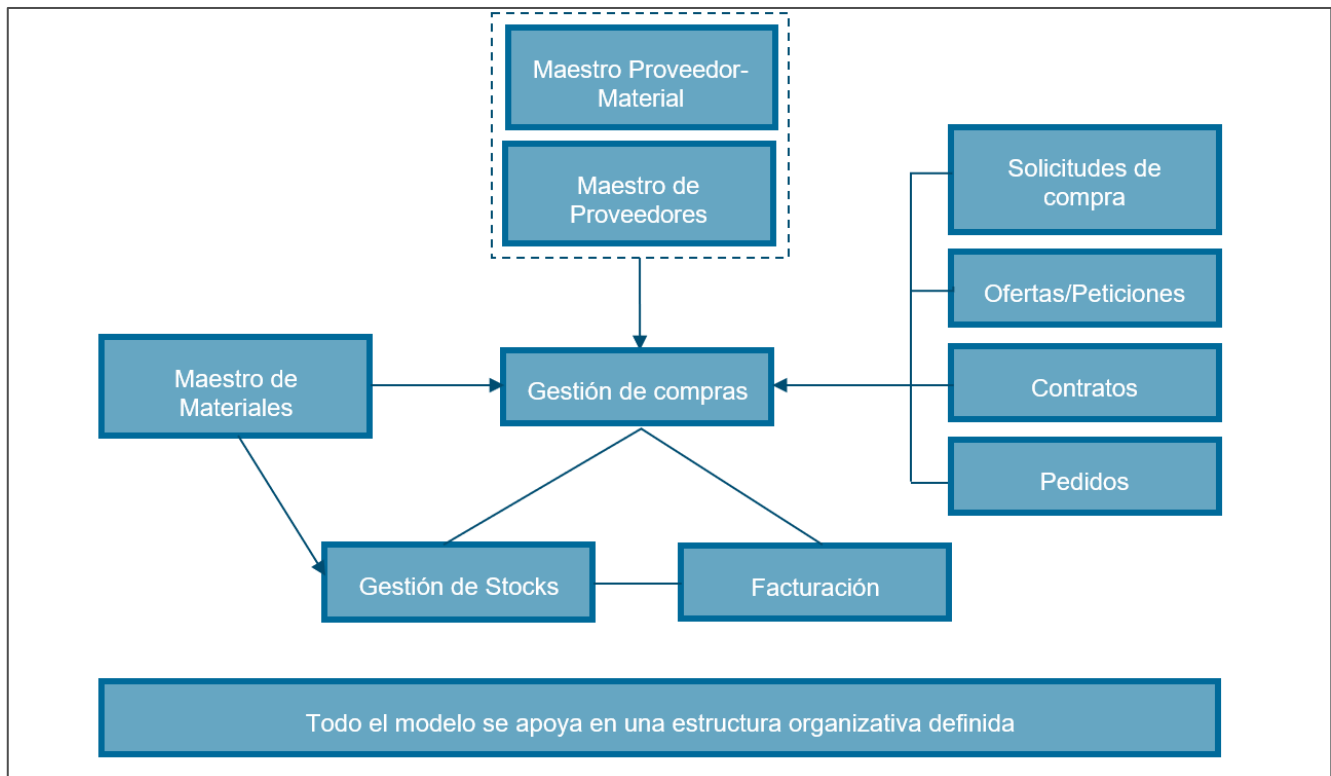 Maestro Proveedor-
Material
Maestro de
Proveedores
Solicitudes de
compra
Ofertas/Peticiones
Contratos
Pedidos
Maestro de
Materiales
Gestión de compras
Gestión de Stocks
Facturación
Todo el modelo se apoya en una estructura organizativa definida